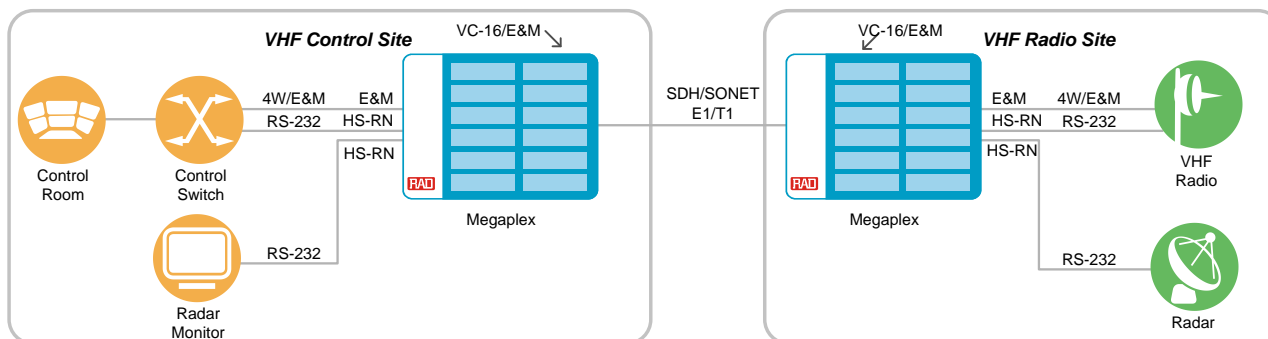 VHF Control Site
VC-16/E&M
4W/E&M
E&M
RS-232
HS-RN
HS-RN
RS-232
Control
Room
Control
Switch
Radar
Monitor
RAD
Megaplex
SDH/SONET
E1/T1
VC-16/E&M
VHF Radio Site
E&M
4W/E&M
HS-RN
RS-232
HS-RN
RS-232
RAD
Megaplex
VHF
Radio
Radar